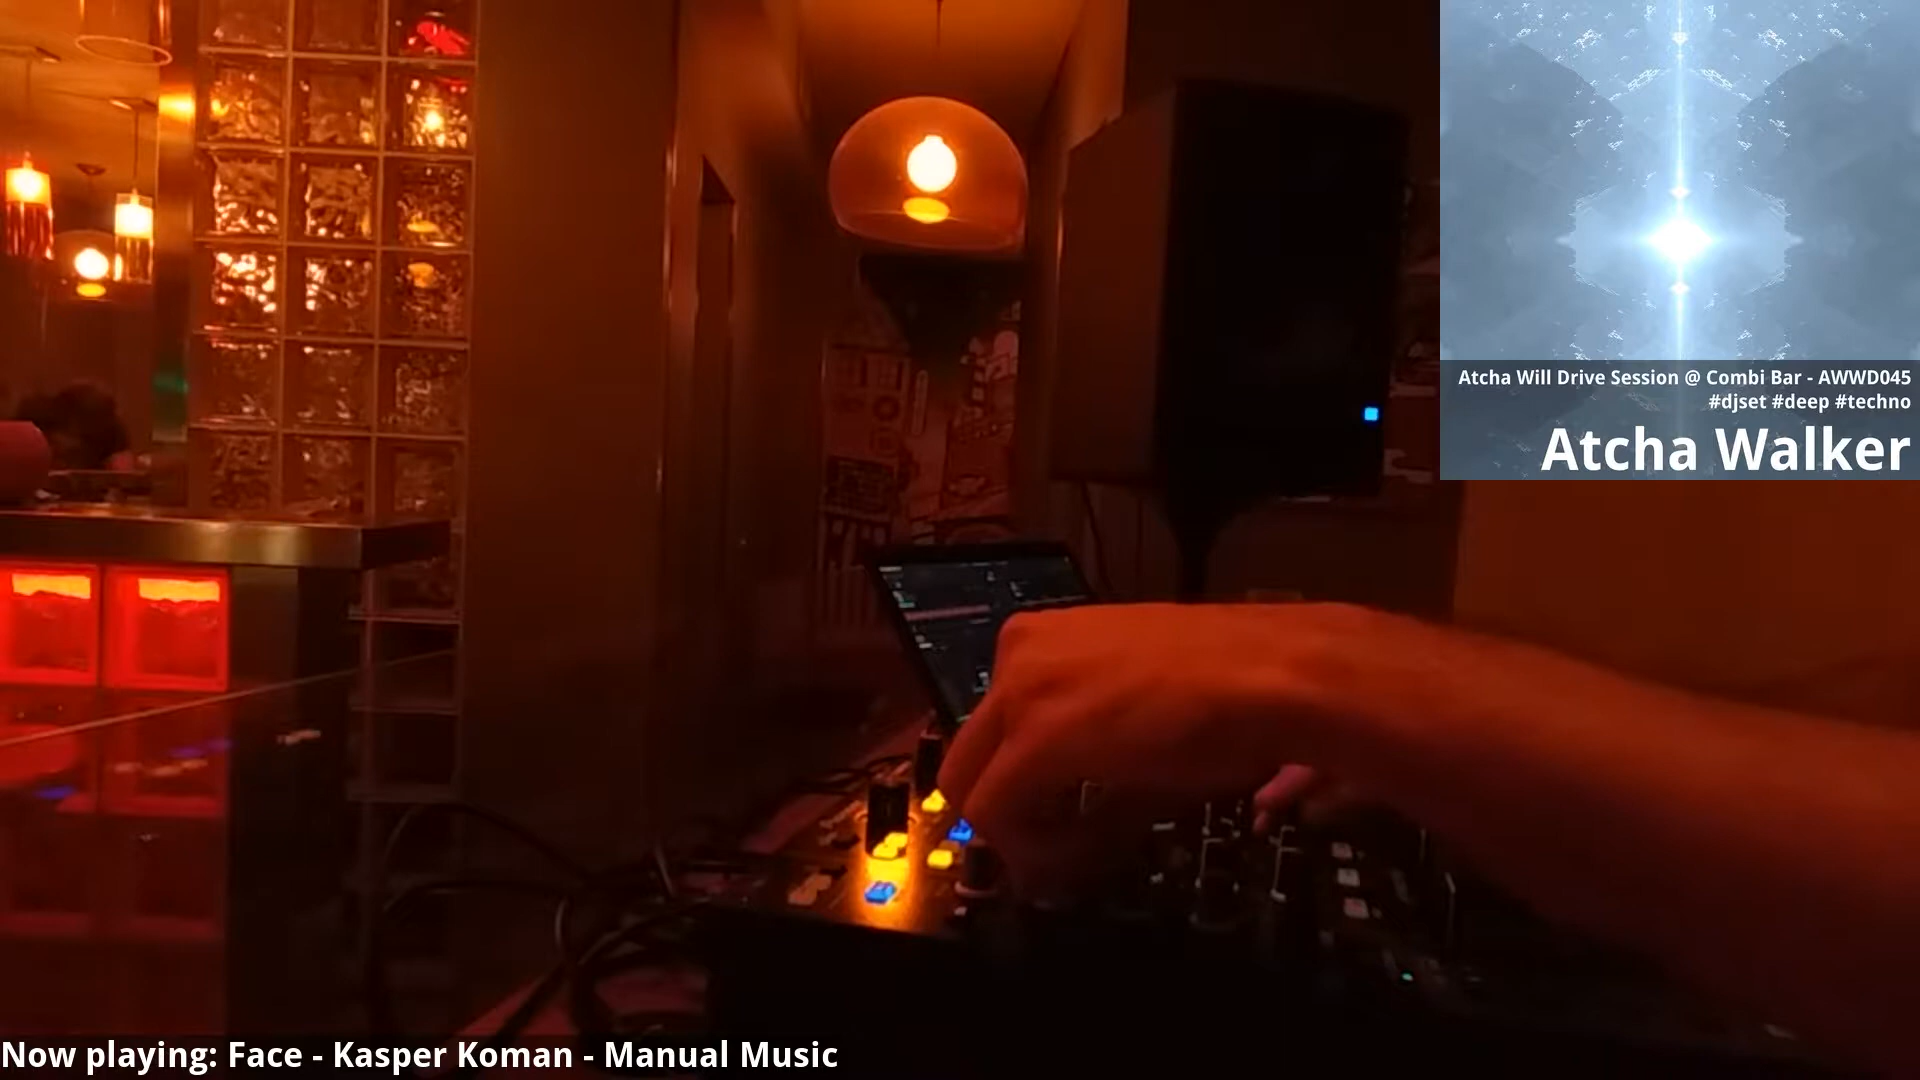 Atcha Will Drive Session @ Combi Bar - AWWD045
#djset #deep #techno
Atcha Walker
Now playing: Face - Kasper Koman - Manual Music